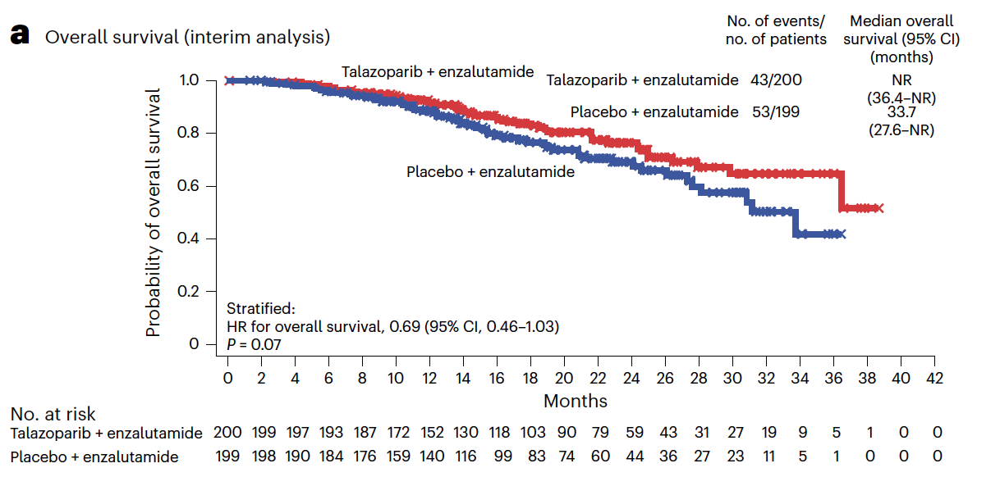 a Overall survival (interim analysis)
No. of events/
no. of patients
Median overall
survival (95% CI)
(months)
Talazoparib + enzalutamide 43/200 NR
(36.4–NR)
Placebo + enzalutamide 53/199 33.7
(27.6–NR)
Talazoparib + enzalutamide
Placebo + enzalutamide
Probability of overall survival
1.0
0.8
0.6
0.4
0.2
0
Stratified:
HR for overall survival, 0.69 (95% CI, 0.46–1.03)
P = 0.07
0 2 4 6 8 10 12 14 16 18 20 22 24 26 28 30 32 34 36 38 40 42
Months
No. at risk
Talazoparib + enzalutamide 200 199 197 193 187 172 152 130 118 103 90 79 59 43 31 27 19 9 5 1 0 0
Placebo + enzalutamide 199 198 190 184 176 159 140 116 99 83 74 60 44 36 27 23 11 5 1 0 0 0